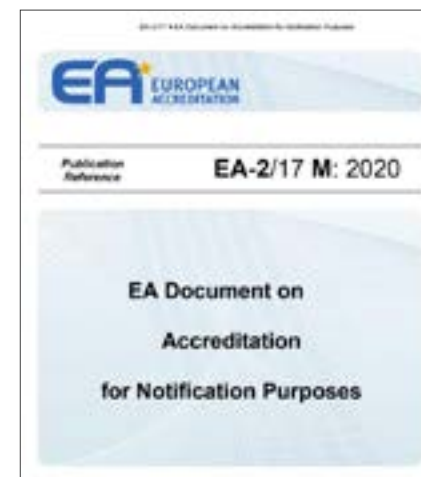 EA-2/17 M EA Document on Accreditation for Notification Purposes
EA EUROPEAN
ACCREDITATION
Publication
Reference
EA-2/17 M: 2020
EA Document on
Accreditation
for Notification Purposes